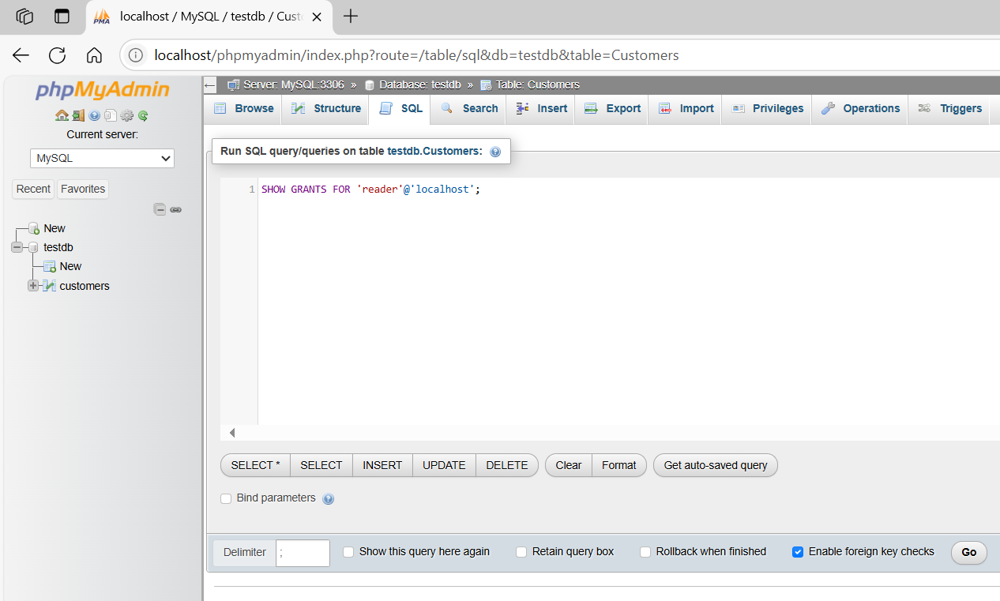 localhost / MySQL / testdb / Cust
localhost/phpmyadmin/index.php?route=/table/sql&db=testdb&table=Customers
phpMyAdmin
Current server:
MySQL
Recent Favorites
New
testdb
New
customers
Server: MySQL:3306 » Database: testdb » Table: Customers
Browse Structure SQL Search Insert Export Import Privileges Operations Triggers
Run SQL query/queries on table testdb.Customers:
1 SHOW GRANTS FOR 'reader'@'localhost';
SELECT * SELECT INSERT UPDATE DELETE Clear Format Get auto-saved query
Bind parameters
Delimiter ; Show this query here again Retain query box Rollback when finished Enable foreign key checks Go